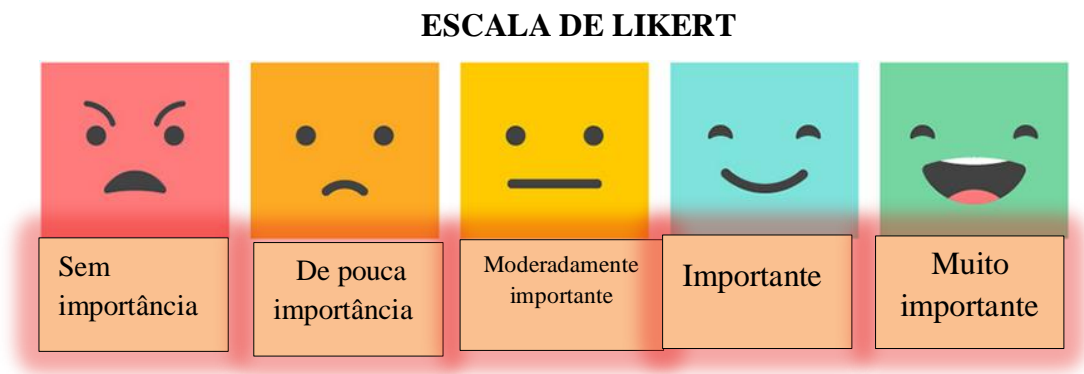 ESCALA DE LIKERT
Sem
importância
De pouca
importância
Moderadamente
importante
Importante
Muito
importante